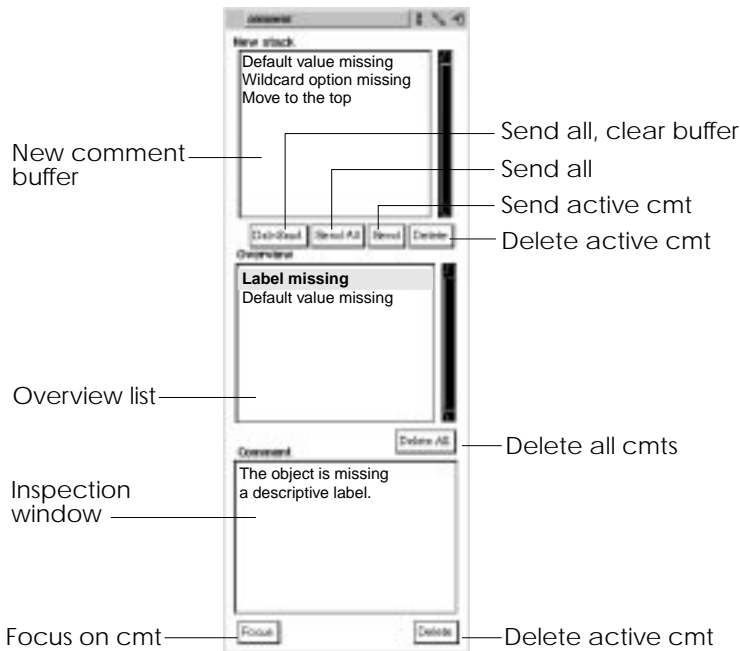 comment
New stack
Default value missing
Wildcard option missing
Move to the top
New comment
buffer
Send all, clear buffer
Send all
Send active cmt
Delete active cmt
Send All
Send
Delete
Overview
Label missing
Default value missing
Overview list
Delete All
Delete all cmts
Comment
The object is missing
a descriptive label.
Inspection
window
Focus
Delete
Focus on cmt
Delete active cmt